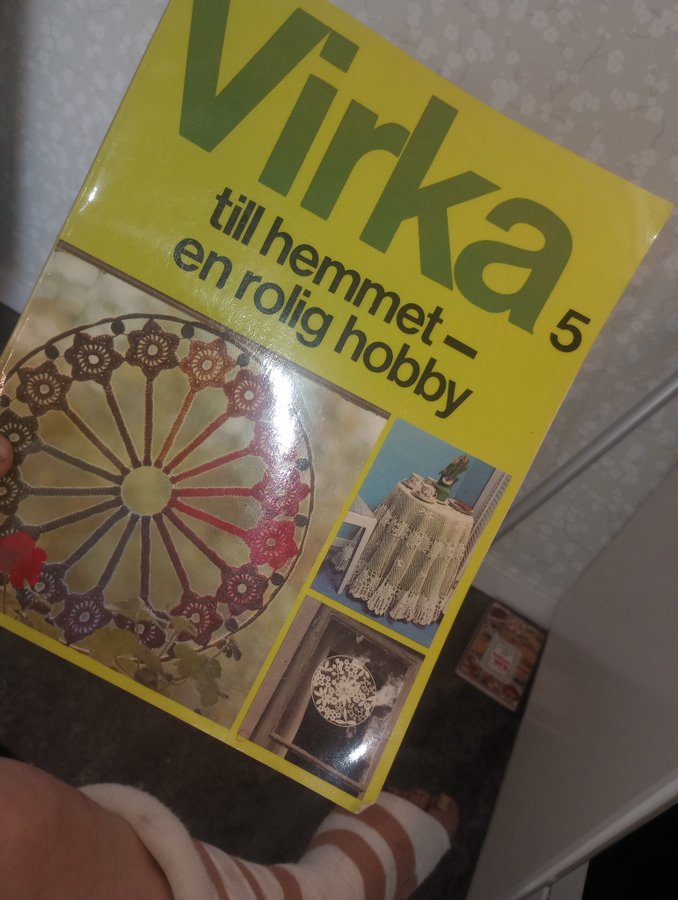 Virka 5
till hemmet –
en rolig hobby